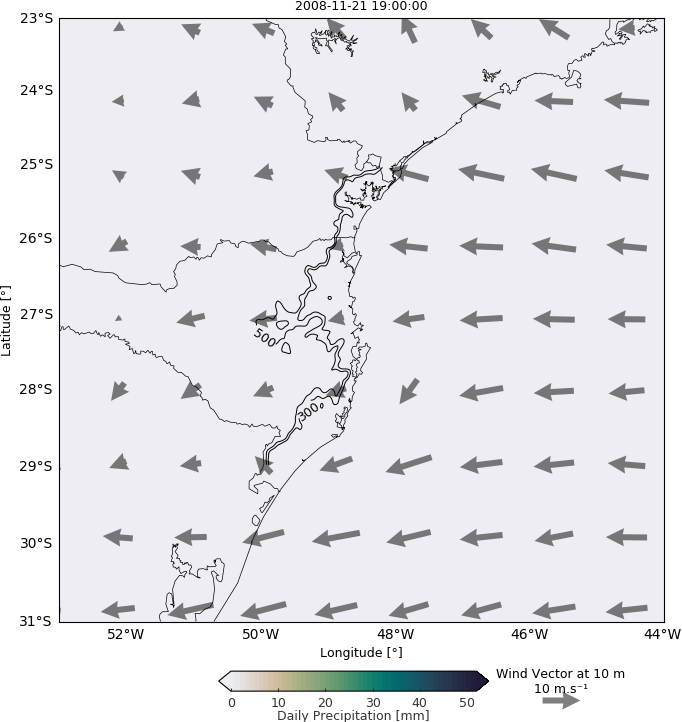 2008-11-21 19:00:00
23°S
24°S
25°S
26°S
27°S
28°S
29°S
30°S
31°S
Latitude [°]
500
300
52°W 50°W 48°W 46°W 44°W
Longitude [°]
0 10 20 30 40 50
Daily Precipitation [mm]
Wind Vector at 10 m
10 m.s⁻¹